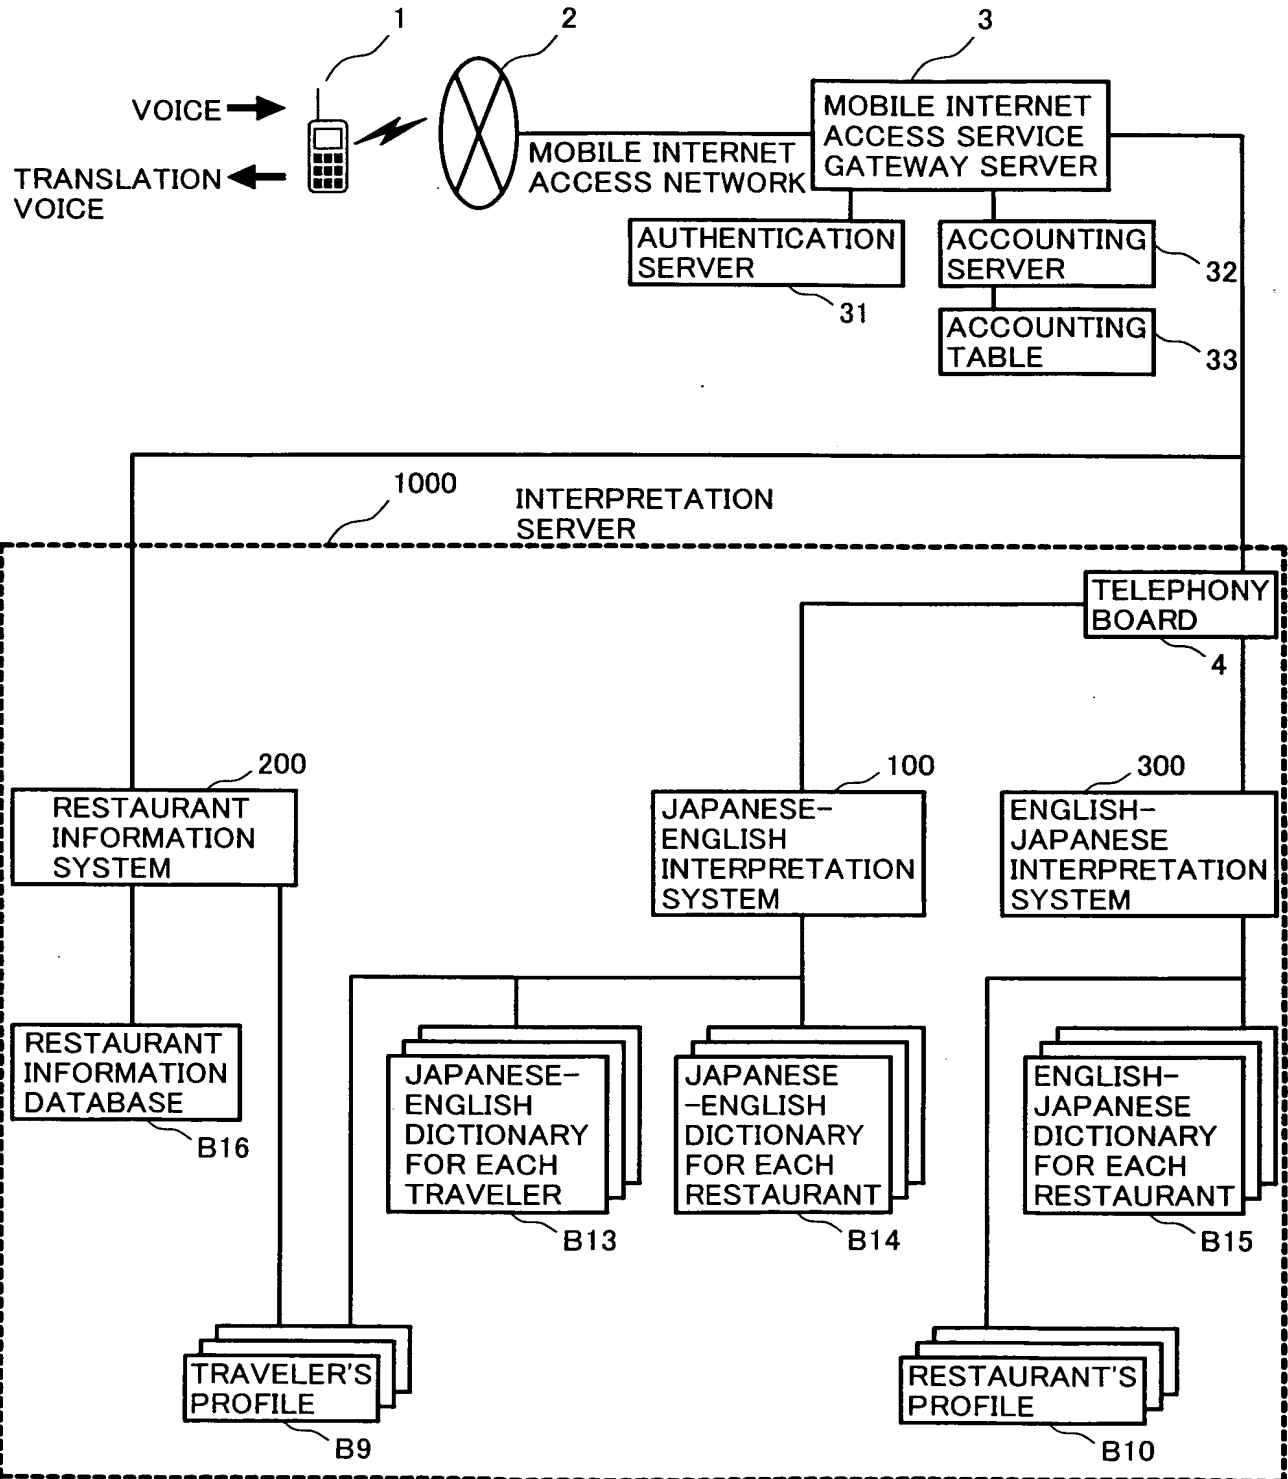 1
2
3
VOICE
TRANSLATION
VOICE
MOBILE INTERNET
ACCESS NETWORK
MOBILE INTERNET
ACCESS SERVICE
GATEWAY SERVER
AUTHENTICATION
SERVER
31
ACCOUNTING
SERVER
32
ACCOUNTING
TABLE
33
1000
INTERPRETATION
SERVER
TELEPHONY
BOARD
4
200
RESTAURANT
INFORMATION
SYSTEM
100
JAPANESE-
ENGLISH
INTERPRETATION
SYSTEM
300
ENGLISH-
JAPANESE
INTERPRETATION
SYSTEM
RESTAURANT
INFORMATION
DATABASE
B16
JAPANESE-
ENGLISH
DICTIONARY
FOR EACH
TRAVELER
B13
JAPANESE
-ENGLISH
DICTIONARY
FOR EACH
RESTAURANT
B14
ENGLISH-
JAPANESE
DICTIONARY
FOR EACH
RESTAURANT
B15
TRAVELER'S
PROFILE
B9
RESTAURANT'S
PROFILE
B10